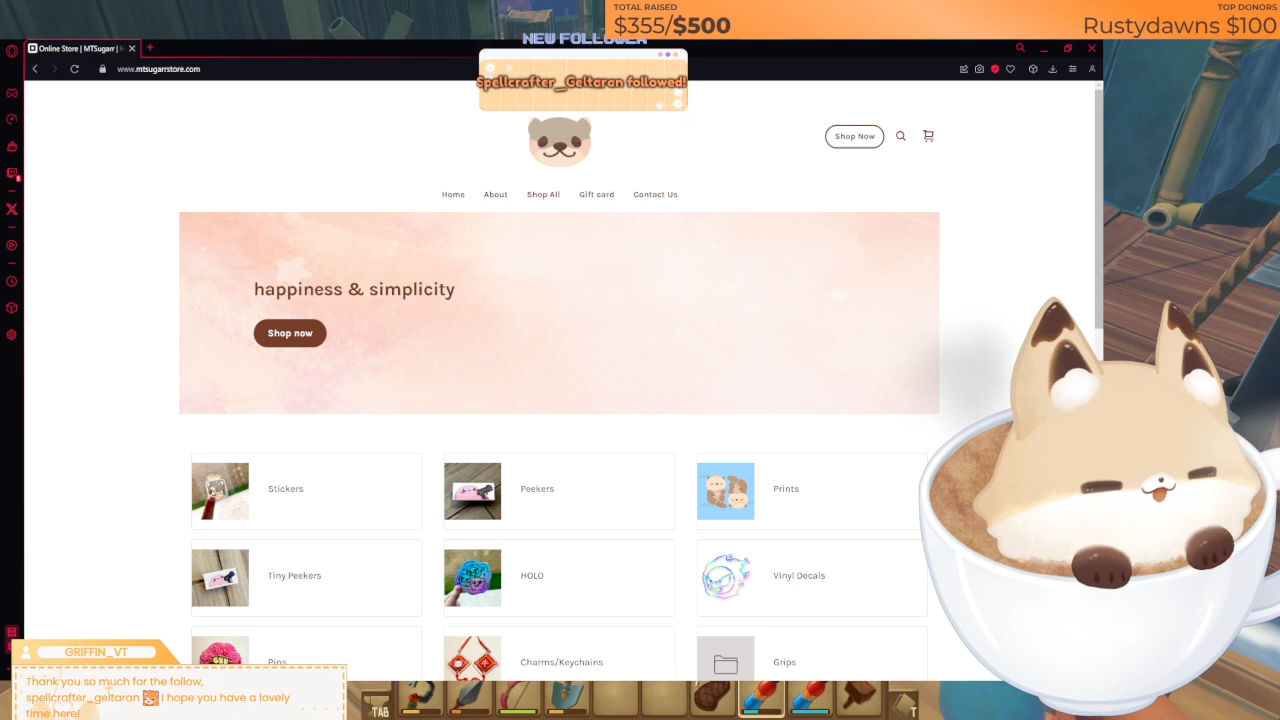 TOTAL RAISED
$355/$500
TOP DONORS
Rustydawns $100
NEW FOLLOWER
Spellcrafter_Geltaran followed!
Online Store | MTSugarr |
www.mtsugarrstore.com
Shop Now
Home
About
Shop All
Gift card
Contact Us
happiness & simplicity
Shop now
Stickers
Peekers
Prints
Tiny Peekers
HOLO
Vinyl Decals
Pins
Charms/Keychains
Grips
GRIFFIN_VT
Thank you so much for the follow,
spellcrafter_geltaran I hope you have a lovely
time here!
TAB
T